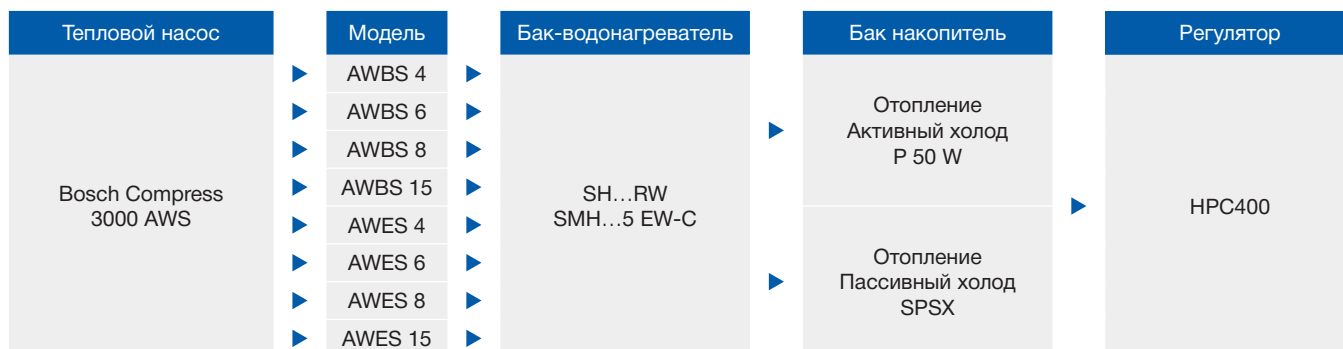 Тепловой насос
Модель
Бак-водонагреватель
Бак накопитель
Регулятор
Bosch Compress
3000 AWS
AWBS 4
AWBS 6
AWBS 8
AWBS 15
AWES 4
AWES 6
AWES 8
AWES 15
SH…RW
SMH…5 EW-C
Отопление
Активный холод
P 50 W
Отопление
Пассивный холод
SPSX
HPC400